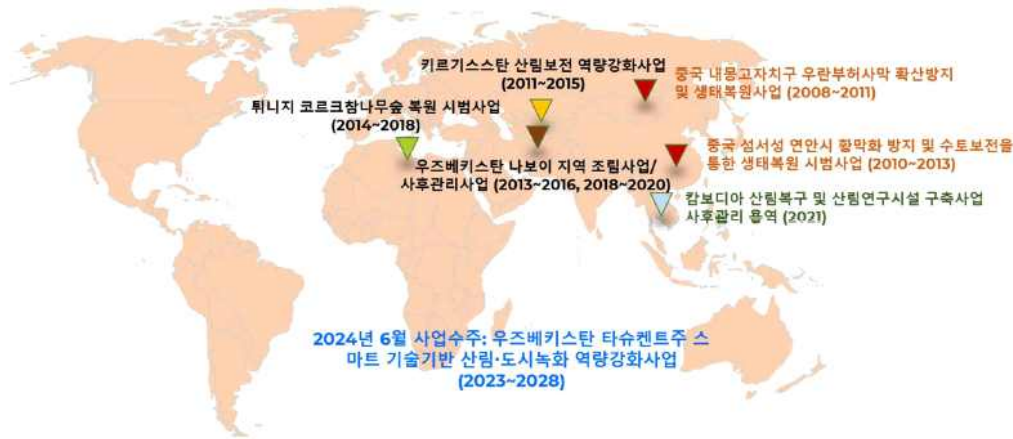 키르기스스탄 산림보전 역량강화사업
(2011~2015)
중국 내몽고자치구 우란부허사막 확산방지
및 생태복원사업 (2008~2011)
튀니지 코르크참나무숲 복원 시범사업
(2014~2018)
중국 섬서성 연안시 황막화 방지 및 수토보전을
통한 생태복원 시범사업 (2010~2013)
우즈베키스탄 나보이 지역 조림사업/
사후관리사업 (2013~2016, 2018~2020)
캄보디아 산림복구 및 산림연구시설 구축사업
사후관리 용역 (2021)
2024년 6월 사업수주: 우즈베키스탄 타슈켄트주 스
마트 기술기반 산림·도시녹화 역량강화사업
(2023~2028)